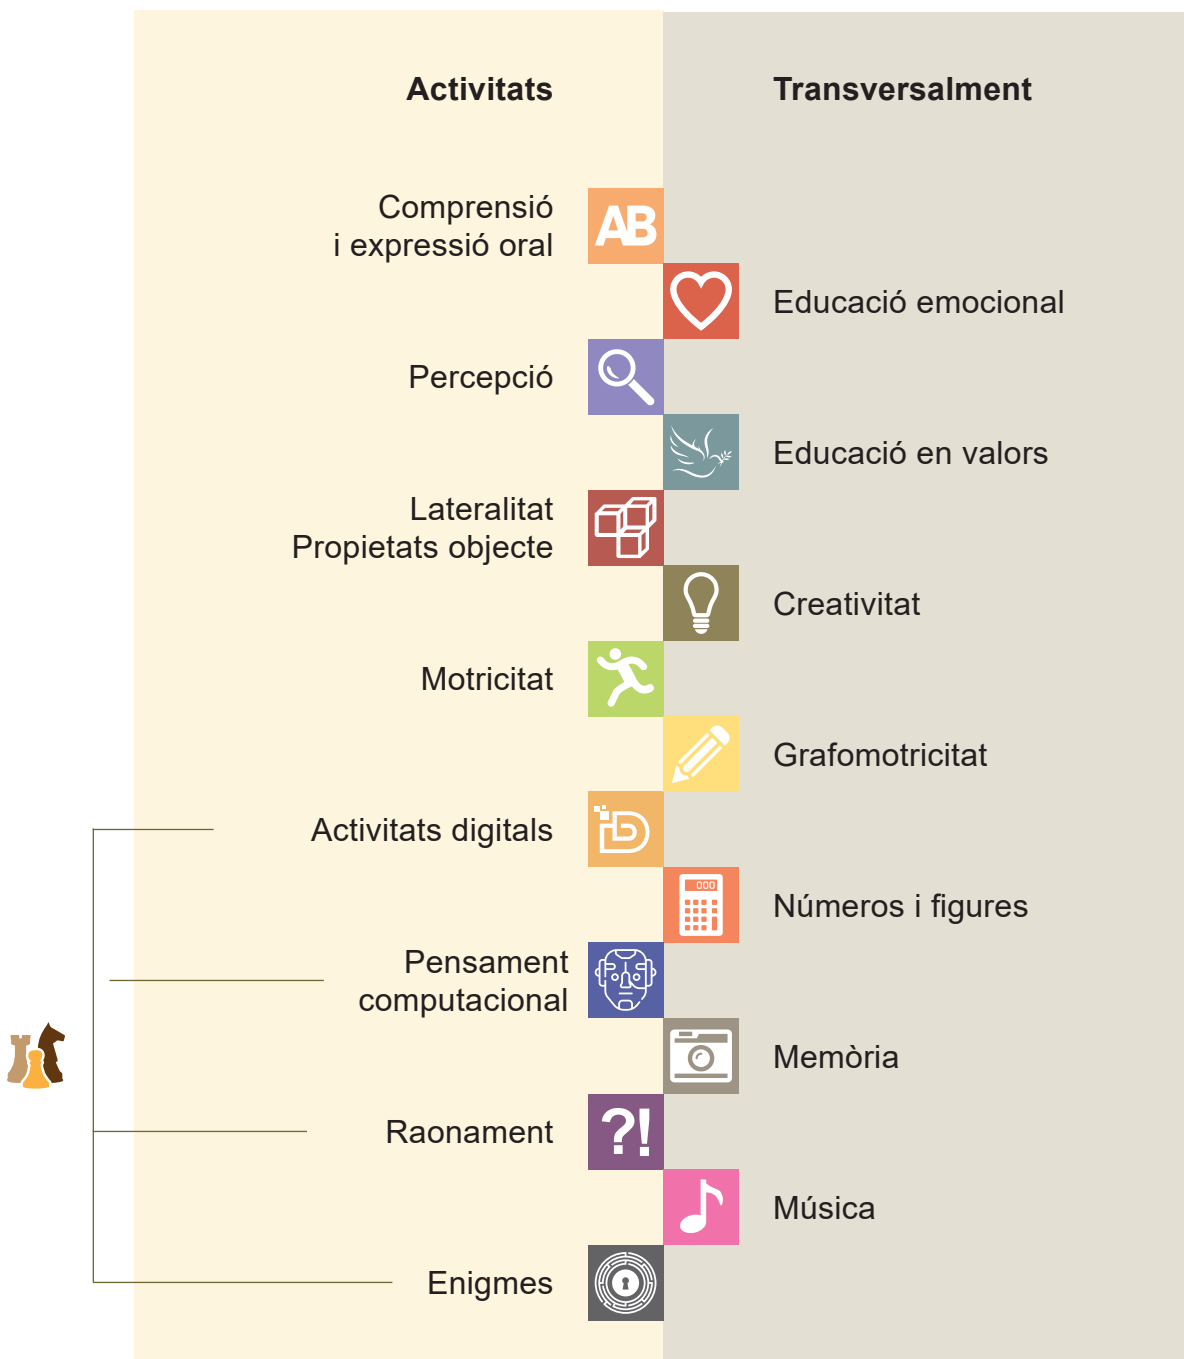 Activitats
Transversalment
Comprensió
i expressió oral
AB
Educació emocional
Percepció
Educació en valors
Lateralitat
Propietats objecte
Creativitat
Motricitat
Grafomotricitat
Activitats digitals
000
Números i figures
Pensament
computacional
Memòria
Raonament
?!
Música
Enigmes